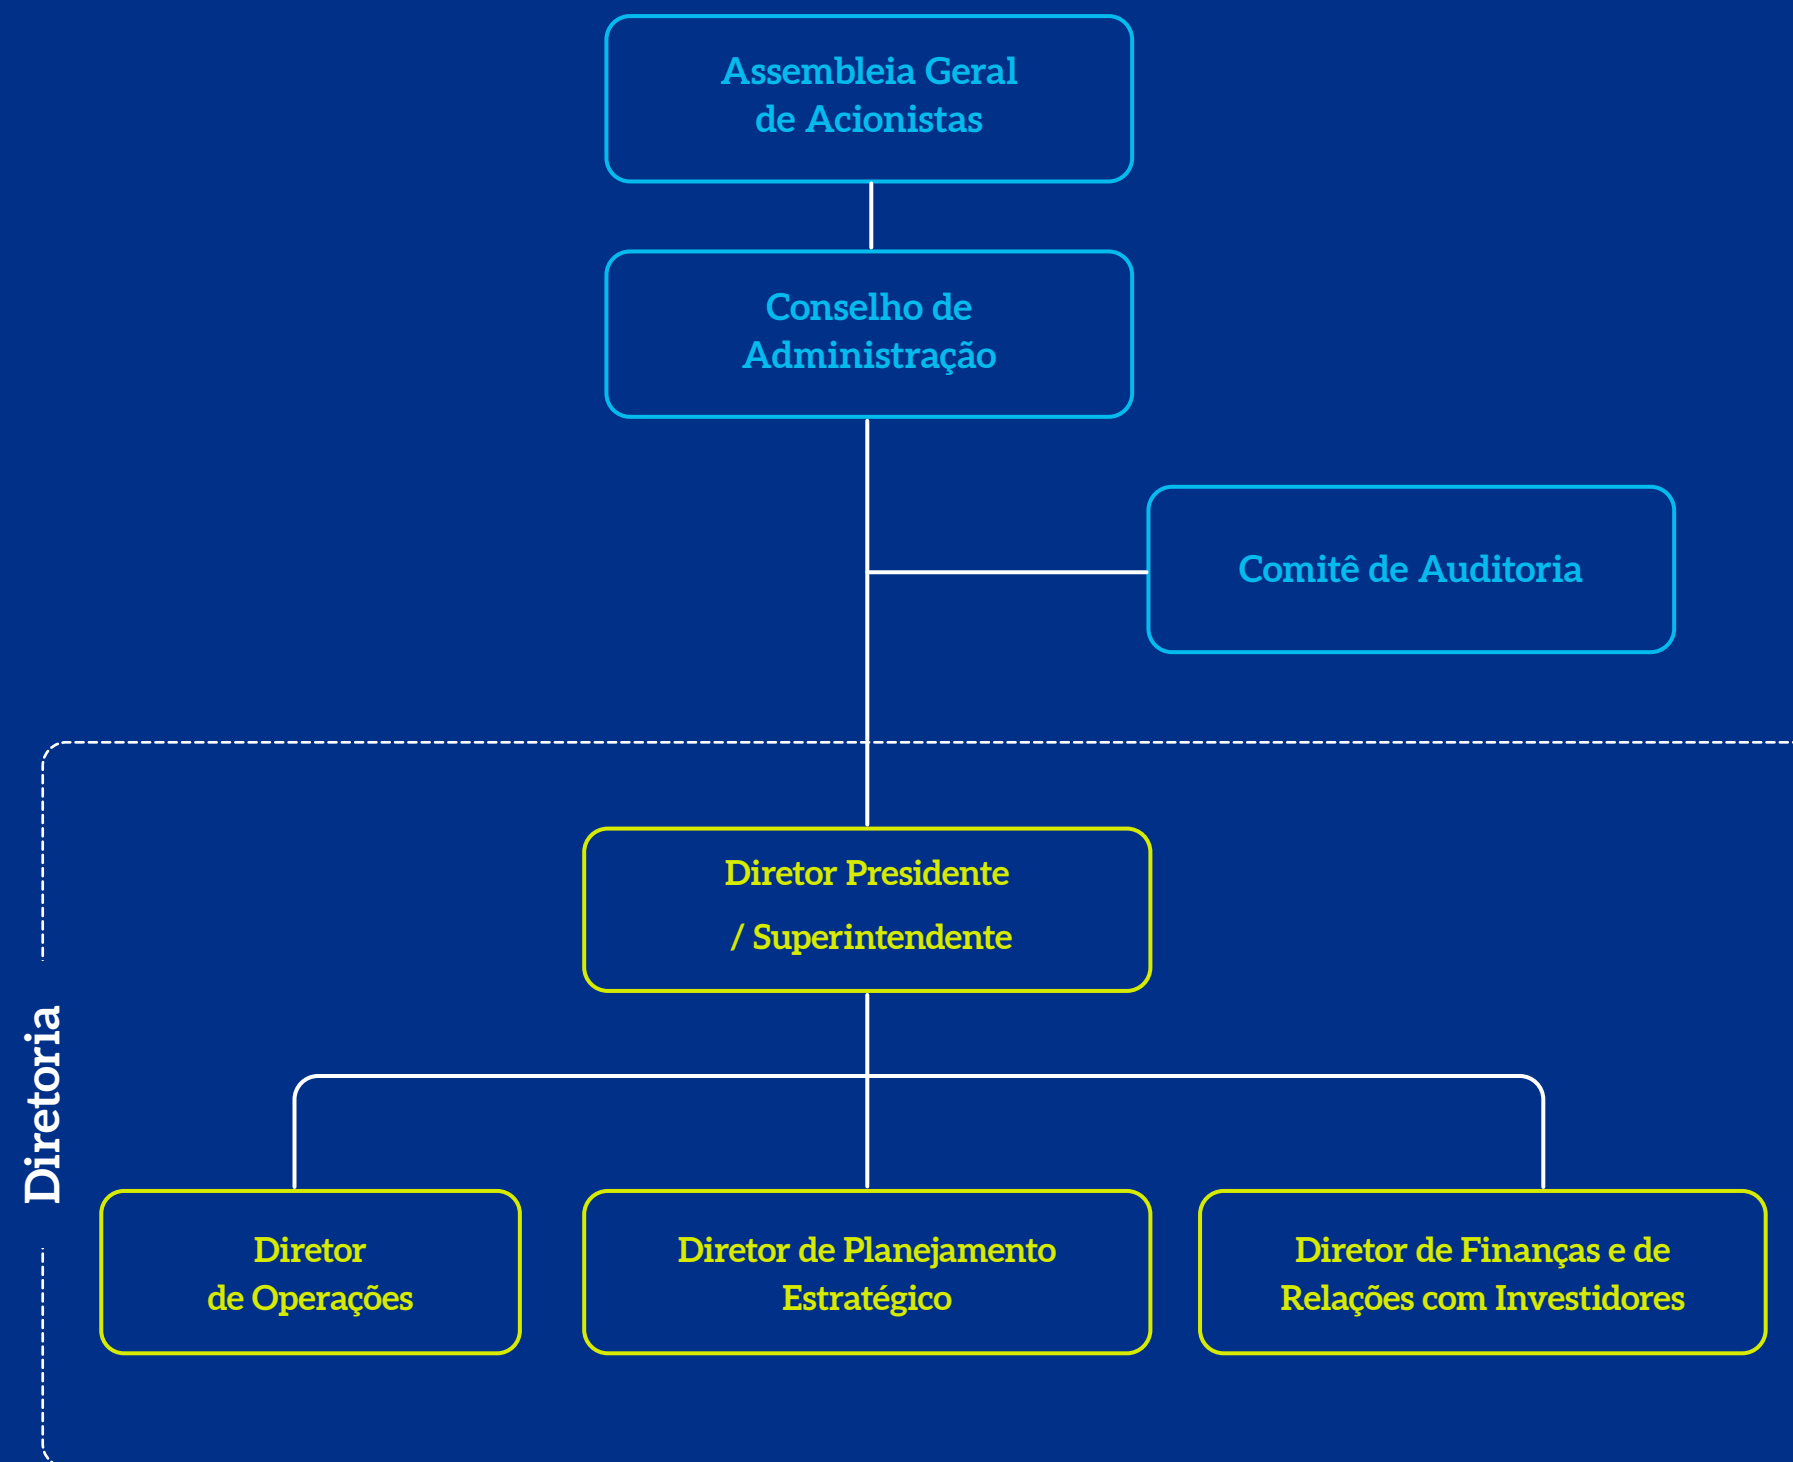 Assembleia Geral
de Acionistas
Conselho de
Administração
Comitê de Auditoria
Diretoria
Diretor Presidente
/ Superintendente
Diretor
de Operações
Diretor de Planejamento
Estratégico
Diretor de Finanças e de
Relações com Investidores